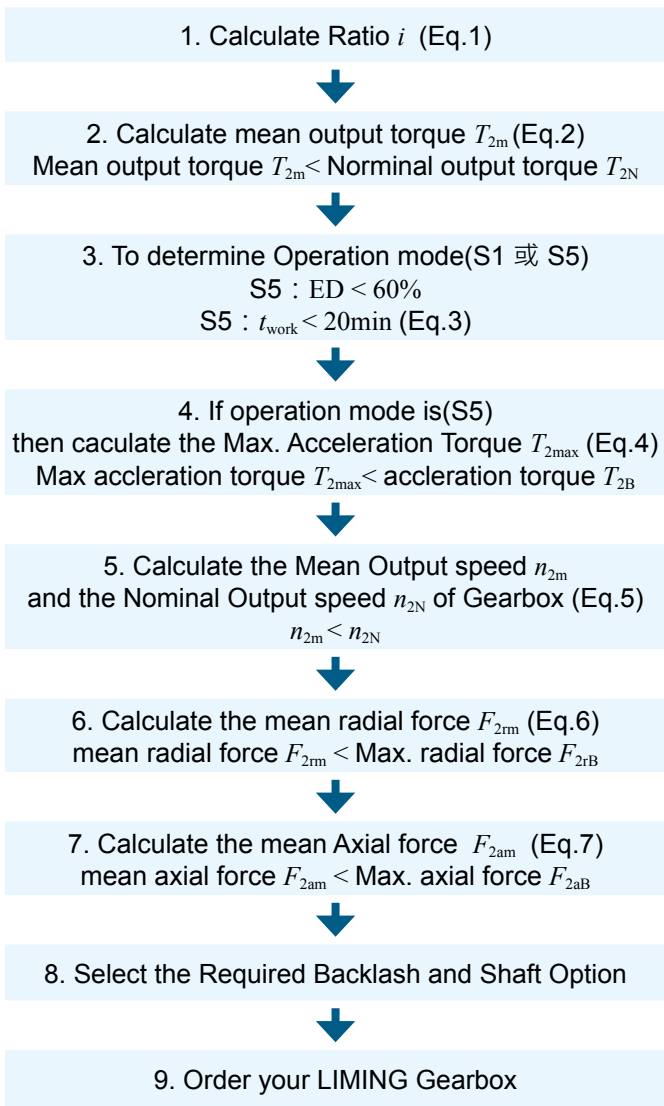 1. Calculate Ratio i (Eq.1)
2. Calculate mean output torque T2m (Eq.2)
Mean output torque T2m< Norminal output torque T2N
3. To determine Operation mode(S1 或 S5)
S5：ED < 60%
S5：twork < 20min (Eq.3)
4. If operation mode is(S5)
then caculate the Max. Acceleration Torque T2max (Eq.4)
Max accleration torque T2max< accleration torque T2B
5. Calculate the Mean Output speed n2m
and the Nominal Output speed n2N of Gearbox (Eq.5)
n2m < n2N
6. Calculate the mean radial force F2rm (Eq.6)
mean radial force F2rm < Max. radial force F2rB
7. Calculate the mean Axial force F2am (Eq.7)
mean axial force F2am < Max. axial force F2aB
8. Select the Required Backlash and Shaft Option
9. Order your LIMING Gearbox